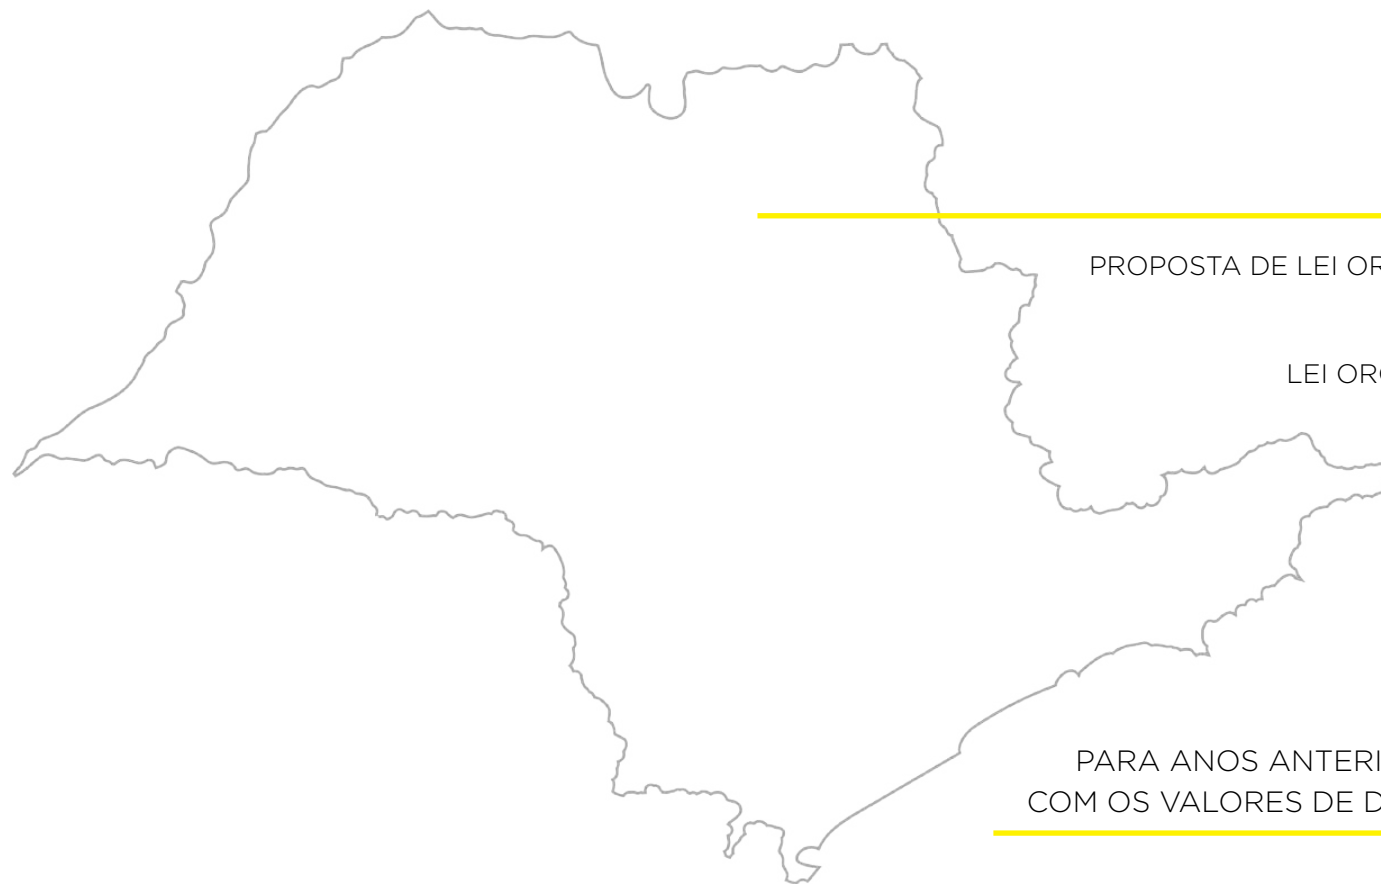 PROPOSTA DE LEI OR
LEI ORÇ
PARA ANOS ANTERI
COM OS VALORES DE D